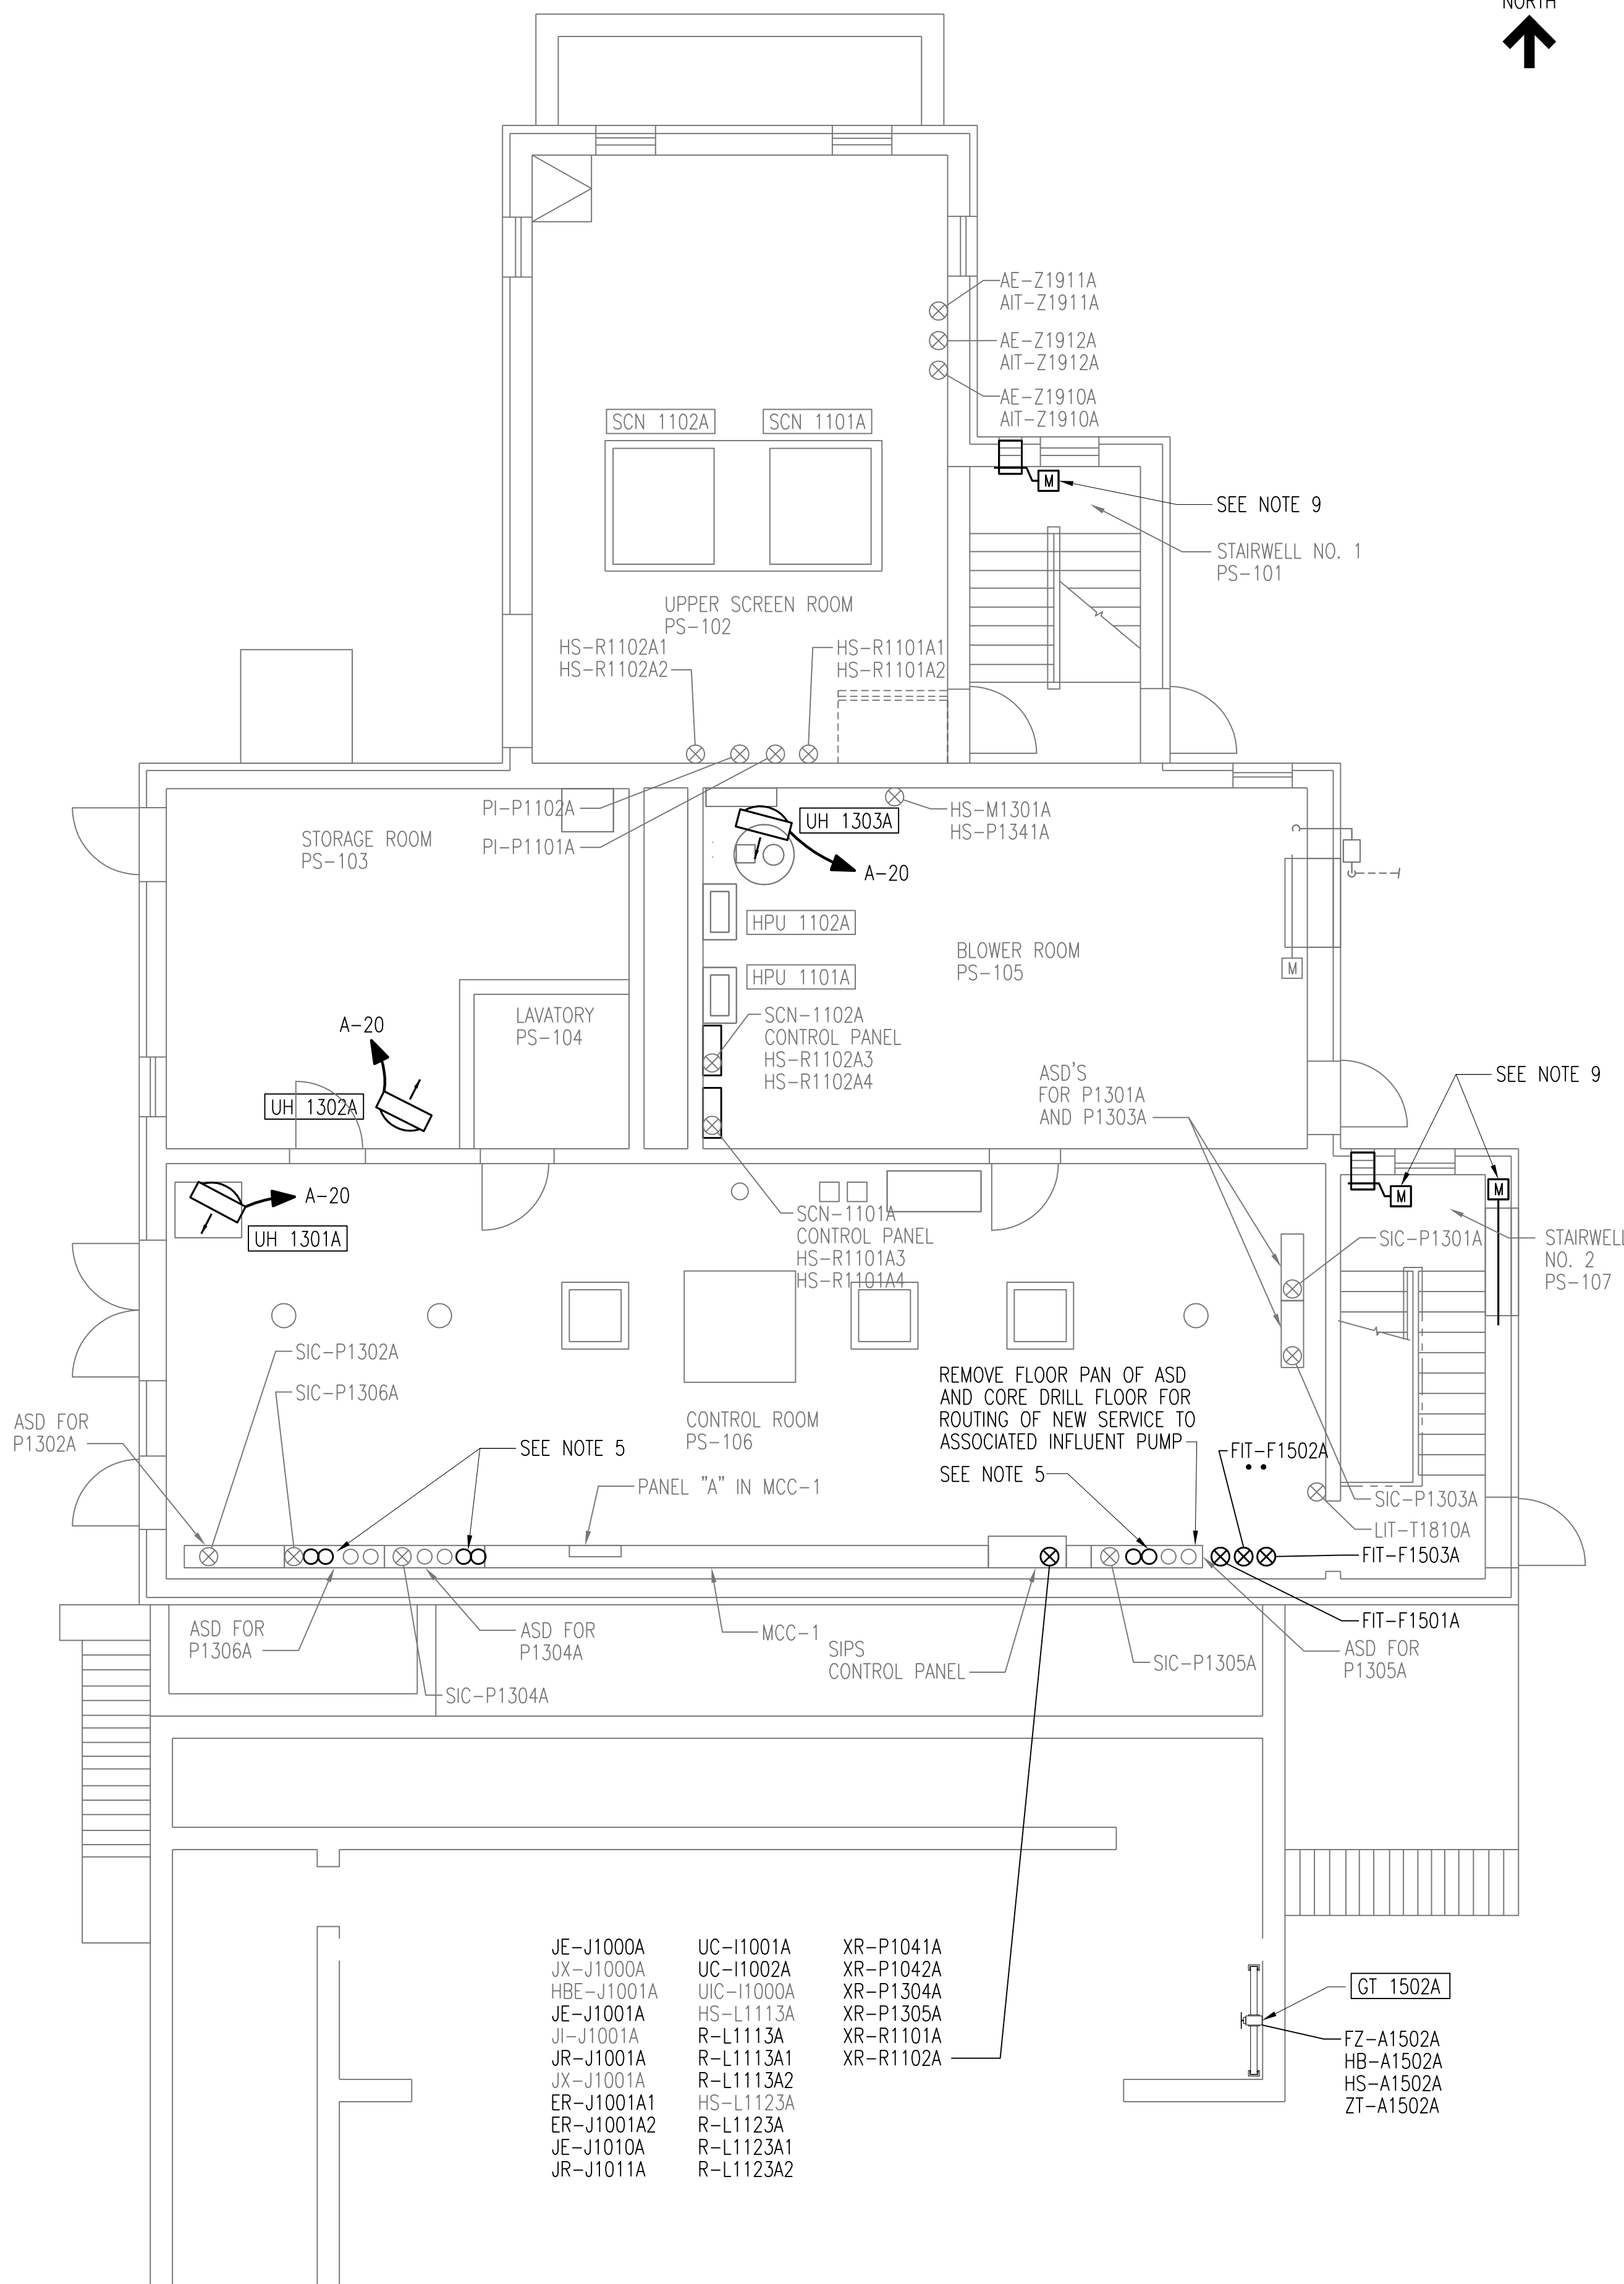 NORTH
AE-Z1911A
AIT-Z1911A
AE-Z1912A
AIT-Z1912A
AE-Z1910A
AIT-Z1910A
SCN 1102A
SCN 1101A
M
SEE NOTE 9
STAIRWELL NO. 1
PS-101
UPPER SCREEN ROOM
PS-102
HS-R1102A1
HS-R1102A2
HS-R1101A1
HS-R1101A2
PI-P1102A
PI-P1101A
STORAGE ROOM
PS-103
UH 1303A
HS-M1301A
HS-P1341A
A-20
HPU 1102A
BLOWER ROOM
PS-105
M
HPU 1101A
LAVATORY
PS-104
SCN-1102A
CONTROL PANEL
HS-R1102A3
HS-R1102A4
A-20
UH 1302A
ASD'S
FOR P1301A
AND P1303A
SEE NOTE 9
A-20
UH 1301A
M
M
SCN-1101A
CONTROL PANEL
HS-R1101A3
HS-R1101A4
SIC-P1301A
STAIRWELL
NO. 2
PS-107
SIC-P1302A
SIC-P1306A
ASD FOR
P1302A
SEE NOTE 5
CONTROL ROOM
PS-106
REMOVE FLOOR PAN OF ASD
AND CORE DRILL FLOOR FOR
ROUTING OF NEW SERVICE TO
ASSOCIATED INFLUENT PUMP
SEE NOTE 5
FIT-F1502A
PANEL "A" IN MCC-1
SIC-P1303A
LIT-T1810A
FIT-F1503A
FIT-F1501A
ASD FOR
P1306A
ASD FOR
P1304A
MCC-1
SIPS
CONTROL PANEL
SIC-P1305A
ASD FOR
P1305A
SIC-P1304A
JE-J1000A
JX-J1000A
HBE-J1001A
JE-J1001A
JI-J1001A
JR-J1001A
JX-J1001A
ER-J1001A1
ER-J1001A2
JE-J1010A
JR-J1011A
UC-I1001A
UC-I1002A
UIC-I1000A
HS-L1113A
R-L1113A
R-L1113A1
R-L1113A2
HS-L1123A
R-L1123A
R-L1123A1
R-L1123A2
XR-P1041A
XR-P1042A
XR-P1304A
XR-P1305A
XR-R1101A
XR-R1102A
GT 1502A
FZ-A1502A
HB-A1502A
HS-A1502A
ZT-A1502A